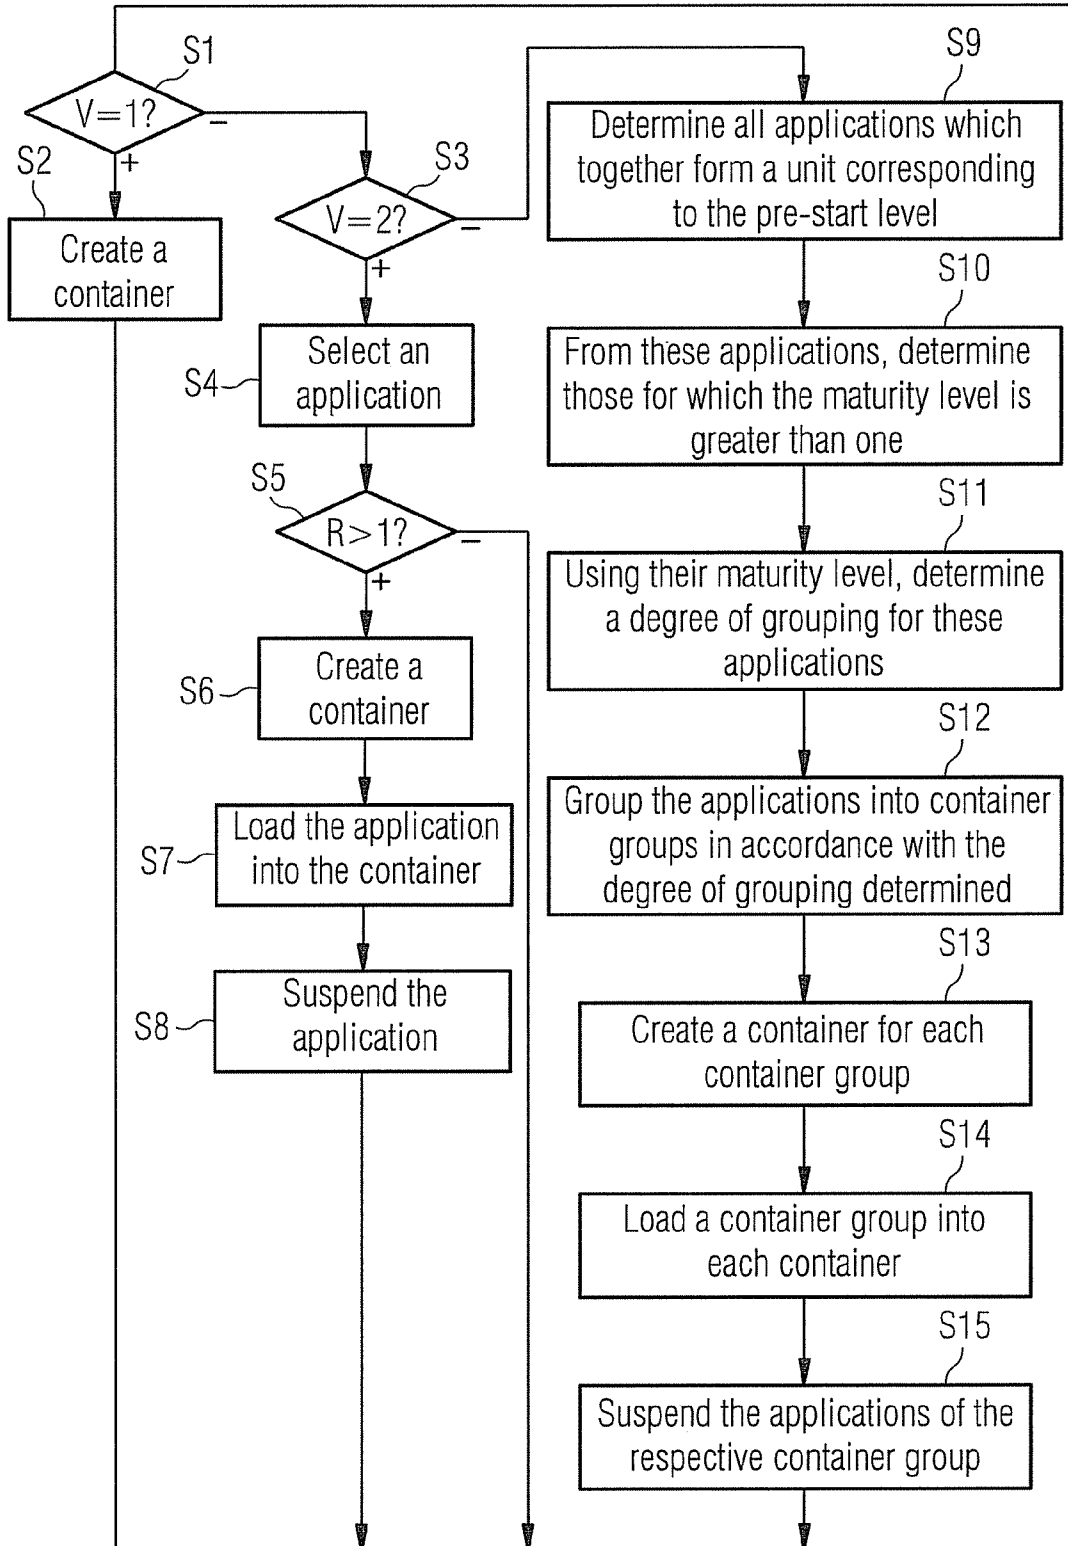 S1
V=1?
–
+
S2
Create a
container
S3
V=2?
–
+
S4
Select an
application
S5
R>1?
–
+
S6
Create a
container
S7
Load the application
into the container
S8
Suspend the
application
S9
Determine all applications which
together form a unit corresponding
to the pre-start level
S10
From these applications, determine
those for which the maturity level is
greater than one
S11
Using their maturity level, determine
a degree of grouping for these
applications
S12
Group the applications into container
groups in accordance with the
degree of grouping determined
S13
Create a container for each
container group
S14
Load a container group into
each container
S15
Suspend the applications of the
respective container group